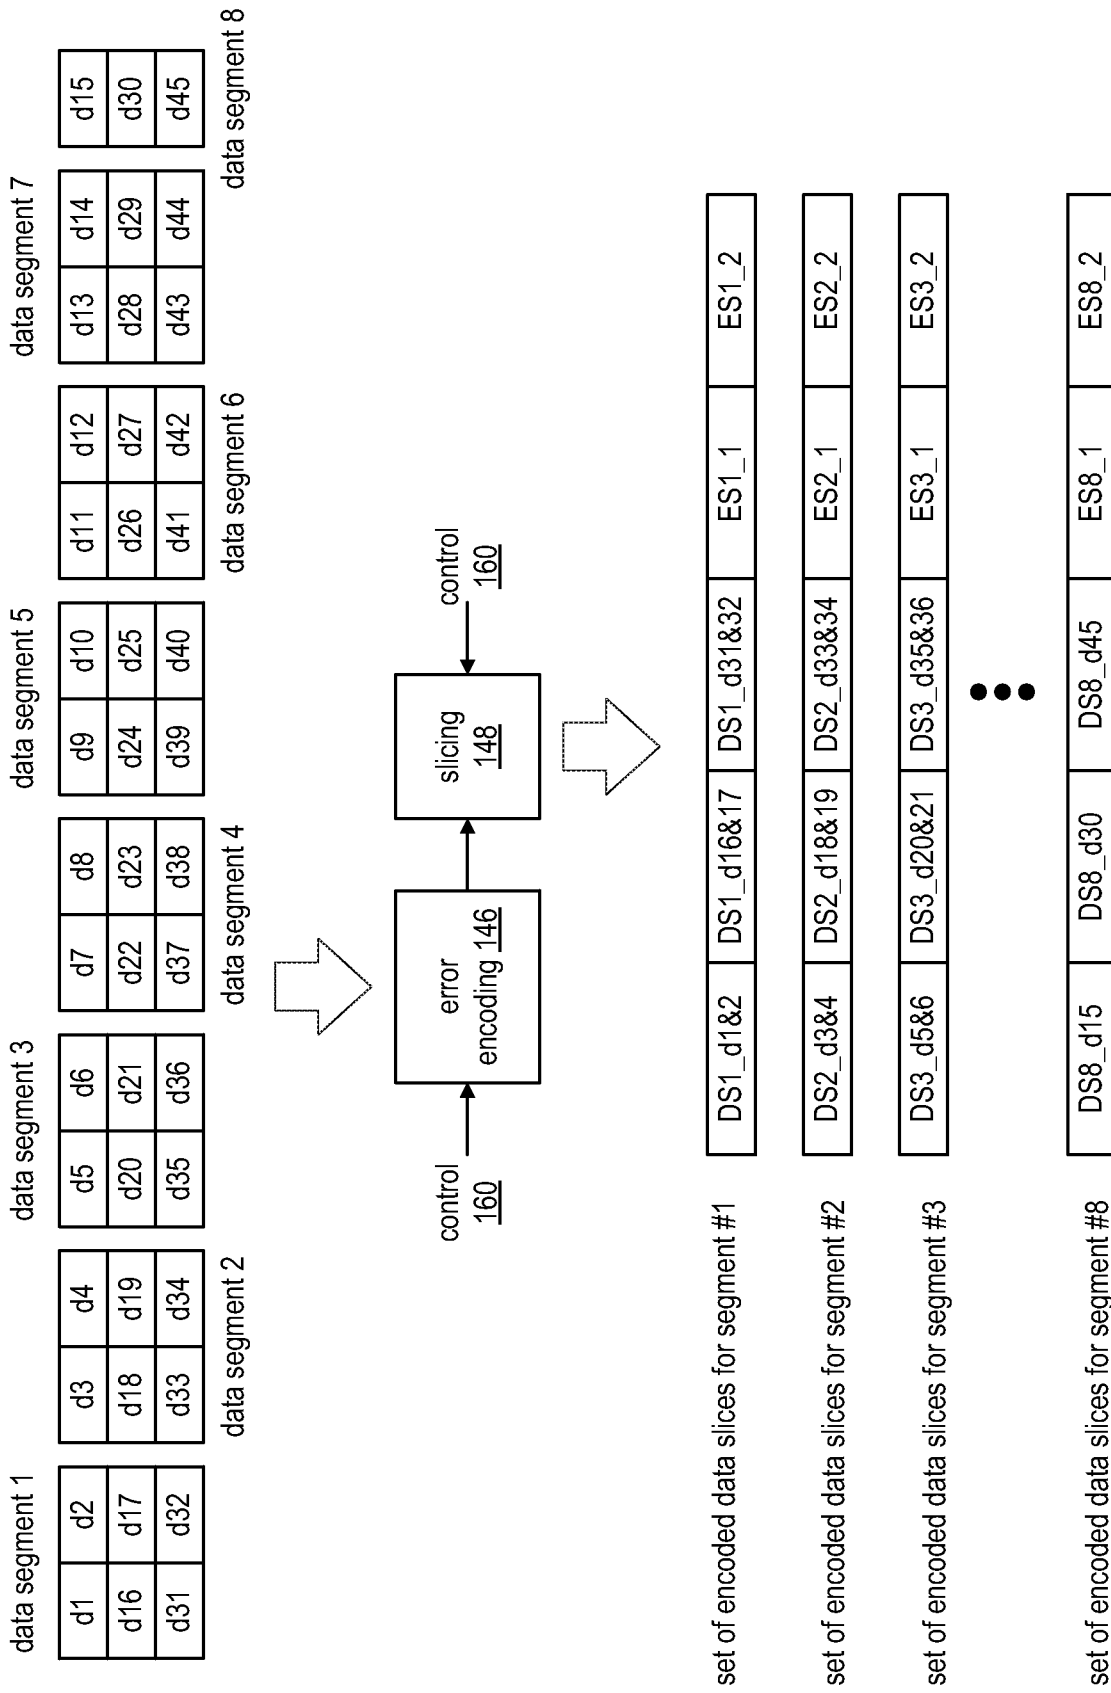 data segment 1
data segment 3
data segment 5
data segment 7
d1 d2 d3 d4 d5 d6 d7 d8 d9 d10 d11 d12 d13 d14 d15
d16 d17 d18 d19 d20 d21 d22 d23 d24 d25 d26 d27 d28 d29 d30
d31 d32 d33 d34 d35 d36 d37 d38 d39 d40 d41 d42 d43 d44 d45
data segment 2
data segment 4
data segment 6
data segment 8
control
160
error
encoding 146
slicing
148
control
160
set of encoded data slices for segment #1
DS1_d1&2 DS1_d16&17 DS1_d31&32 ES1_1 ES1_2
set of encoded data slices for segment #2
DS2_d3&4 DS2_d18&19 DS2_d33&34 ES2_1 ES2_2
set of encoded data slices for segment #3
DS3_d5&6 DS3_d20&21 DS3_d35&36 ES3_1 ES3_2
set of encoded data slices for segment #8
DS8_d15 DS8_d30 DS8_d45 ES8_1 ES8_2